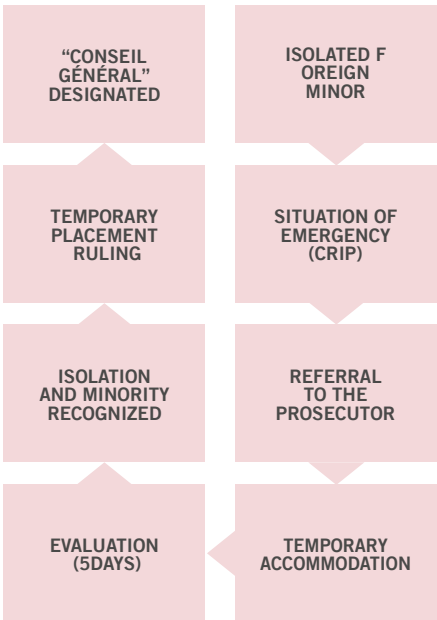 “CONSEIL
GÉNÉRAL”
DESIGNATED
ISOLATED F
OREIGN
MINOR
TEMPORARY
PLACEMENT
RULING
SITUATION OF
EMERGENCY
(CRIP)
ISOLATION
AND MINORITY
RECOGNIZED
REFERRAL
TO THE
PROSECUTOR
EVALUATION
(5DAYS)
TEMPORARY
ACCOMMODATION